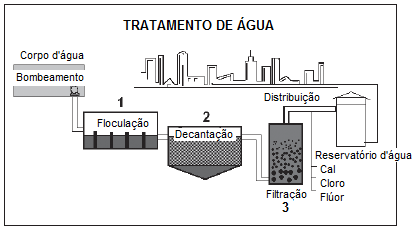 TRATAMENTO DE ÁGUA
Corpo d'água
Bombeamento
1
Floculação
2
Decantação
Distribuição
Reservatório d'água
Cal
Cloro
Flúor
Filtração
3